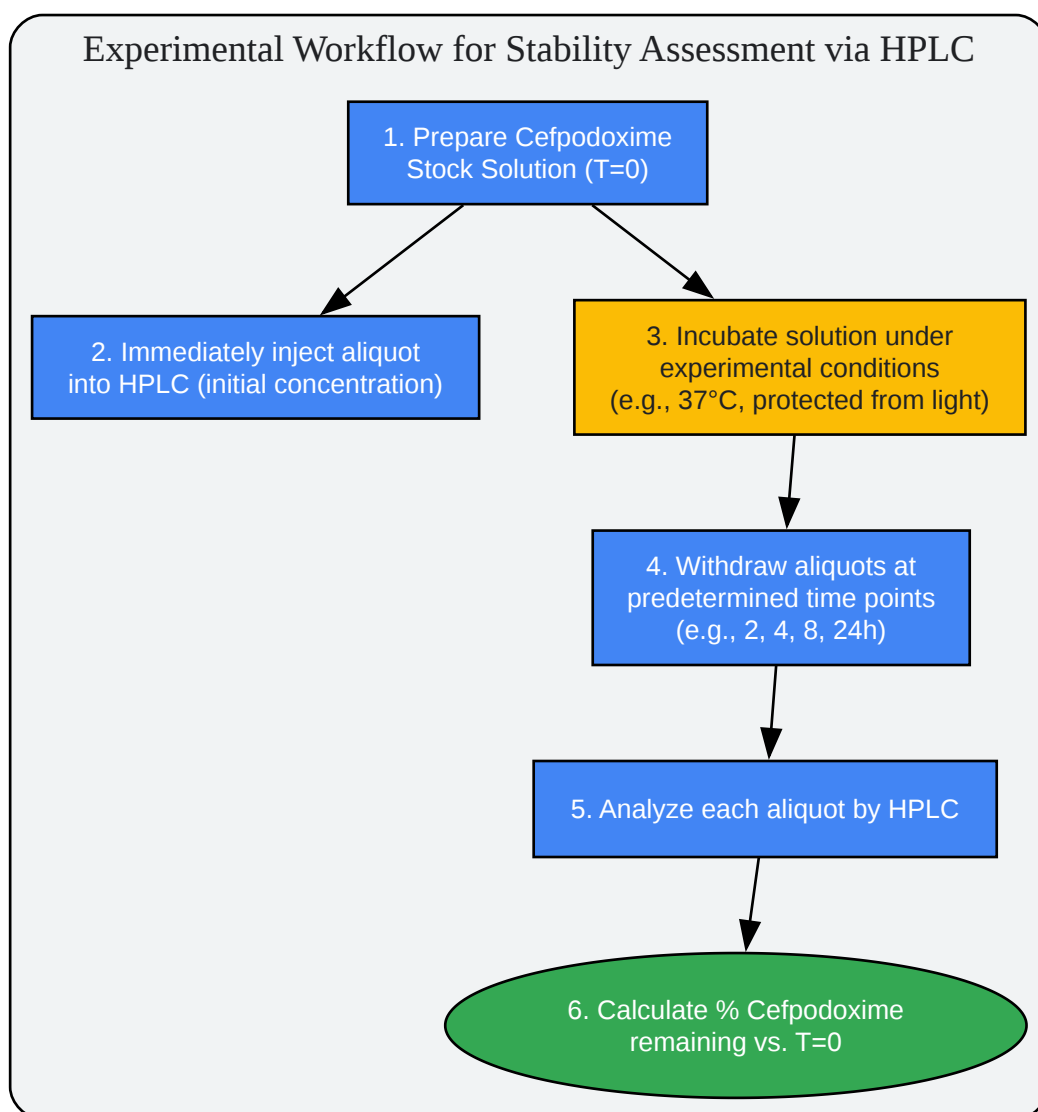 Experimental Workflow for Stability Assessment via HPLC
1. Prepare Cefpodoxime
Stock Solution (T=0)
2. Immediately inject aliquot
into HPLC (initial concentration)
3. Incubate solution under
experimental conditions
(e.g., 37°C, protected from light)
4. Withdraw aliquots at
predetermined time points
(e.g., 2, 4, 8, 24h)
5. Analyze each aliquot by HPLC
6. Calculate % Cefpodoxime
remaining vs. T=0